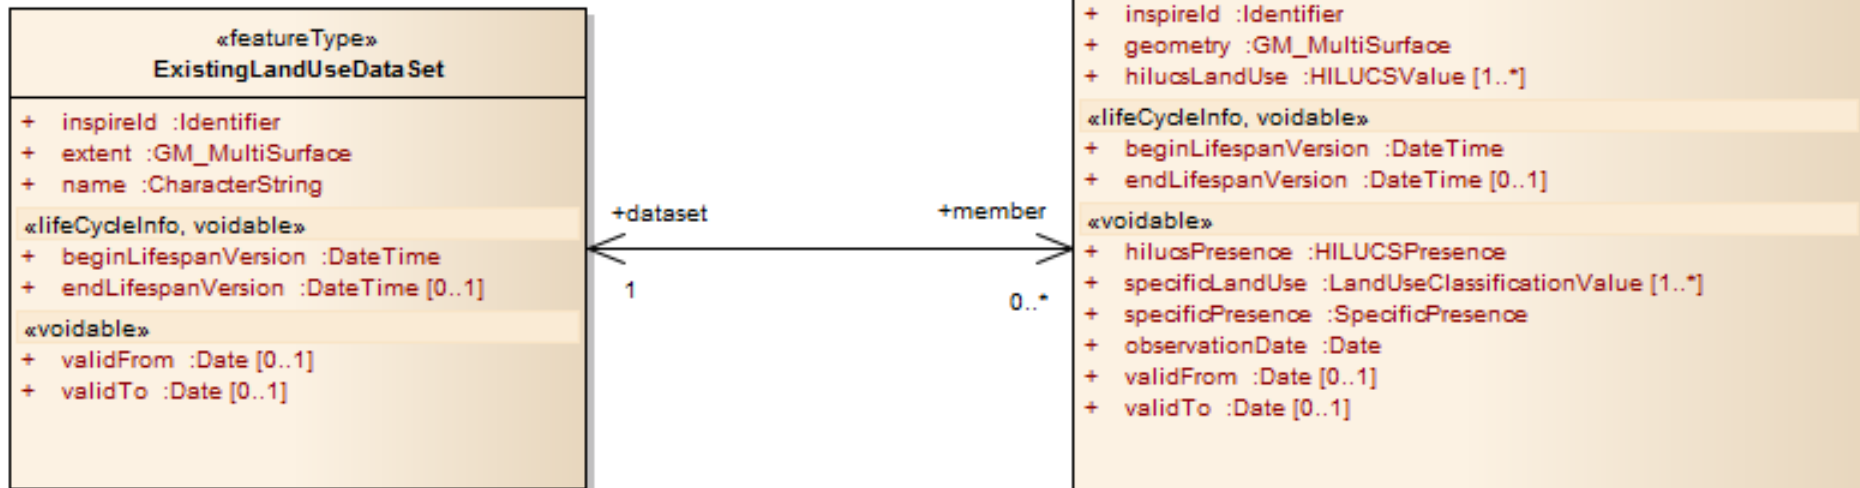 «featureType»
ExistingLandUseDataSet
+ inspireId :Identifier
+ extent :GM_MultiSurface
+ name :CharacterString
«lifeCycleInfo, voidable»
+ beginLifespanVersion :DateTime
+ endLifespanVersion :DateTime [0..1]
«voidable»
+ validFrom :Date [0..1]
+ validTo :Date [0..1]
+dataset
1
+member
0..*
+ inspireId :Identifier
+ geometry :GM_MultiSurface
+ hilucsLandUse :HILUCSValue [1..*]
«lifeCycleInfo, voidable»
+ beginLifespanVersion :DateTime
+ endLifespanVersion :DateTime [0..1]
«voidable»
+ hilucsPresence :HILUCSPresence
+ specificLandUse :LandUseClassificationValue [1..*]
+ specificPresence :SpecificPresence
+ observationDate :Date
+ validFrom :Date [0..1]
+ validTo :Date [0..1]